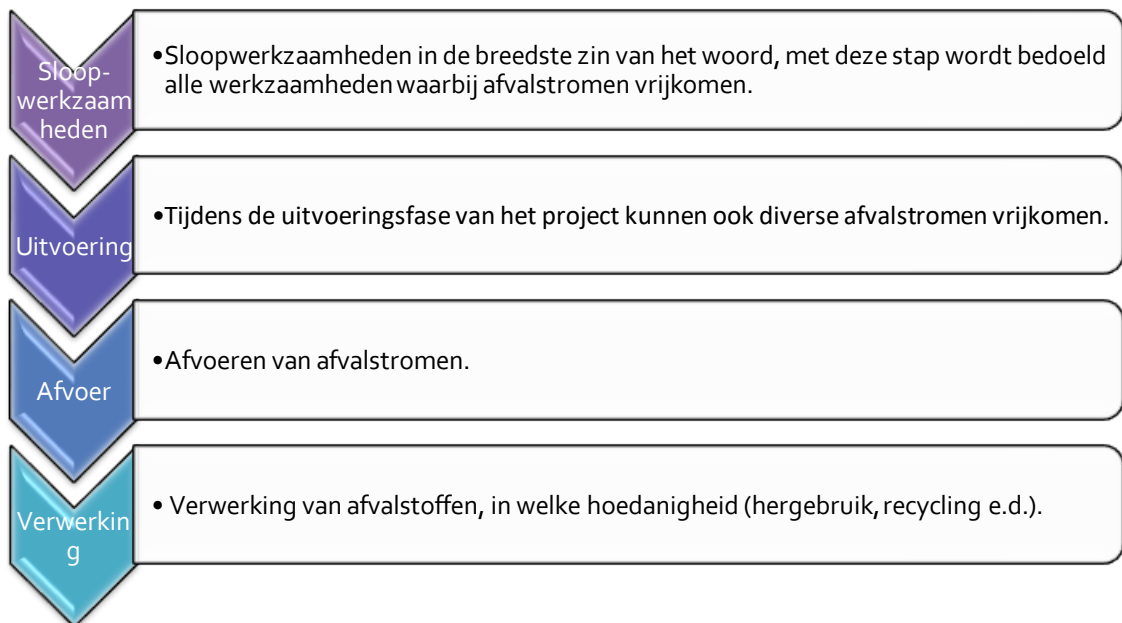 Sloop-
werkzaam
heden
•Sloopwerkzaamheden in de breedste zin van het woord, met deze stap wordt bedoeld
alle werkzaamheden waarbij afvalstromen vrijkomen.
Uitvoering
•Tijdens de uitvoeringsfase van het project kunnen ook diverse afvalstromen vrijkomen.
Afvoer
•Afvoeren van afvalstromen.
Verwerkin
g
• Verwerking van afvalstoffen, in welke hoedanigheid (hergebruik, recycling e.d.).